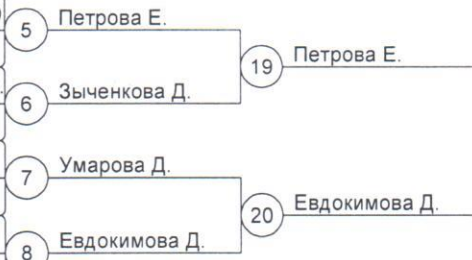 5 Петрова Е.
19 Петрова Е.
6 Зыченкова Д.
7 Умарова Д.
20 Евдокимова Д.
8 Евдокимова Д.